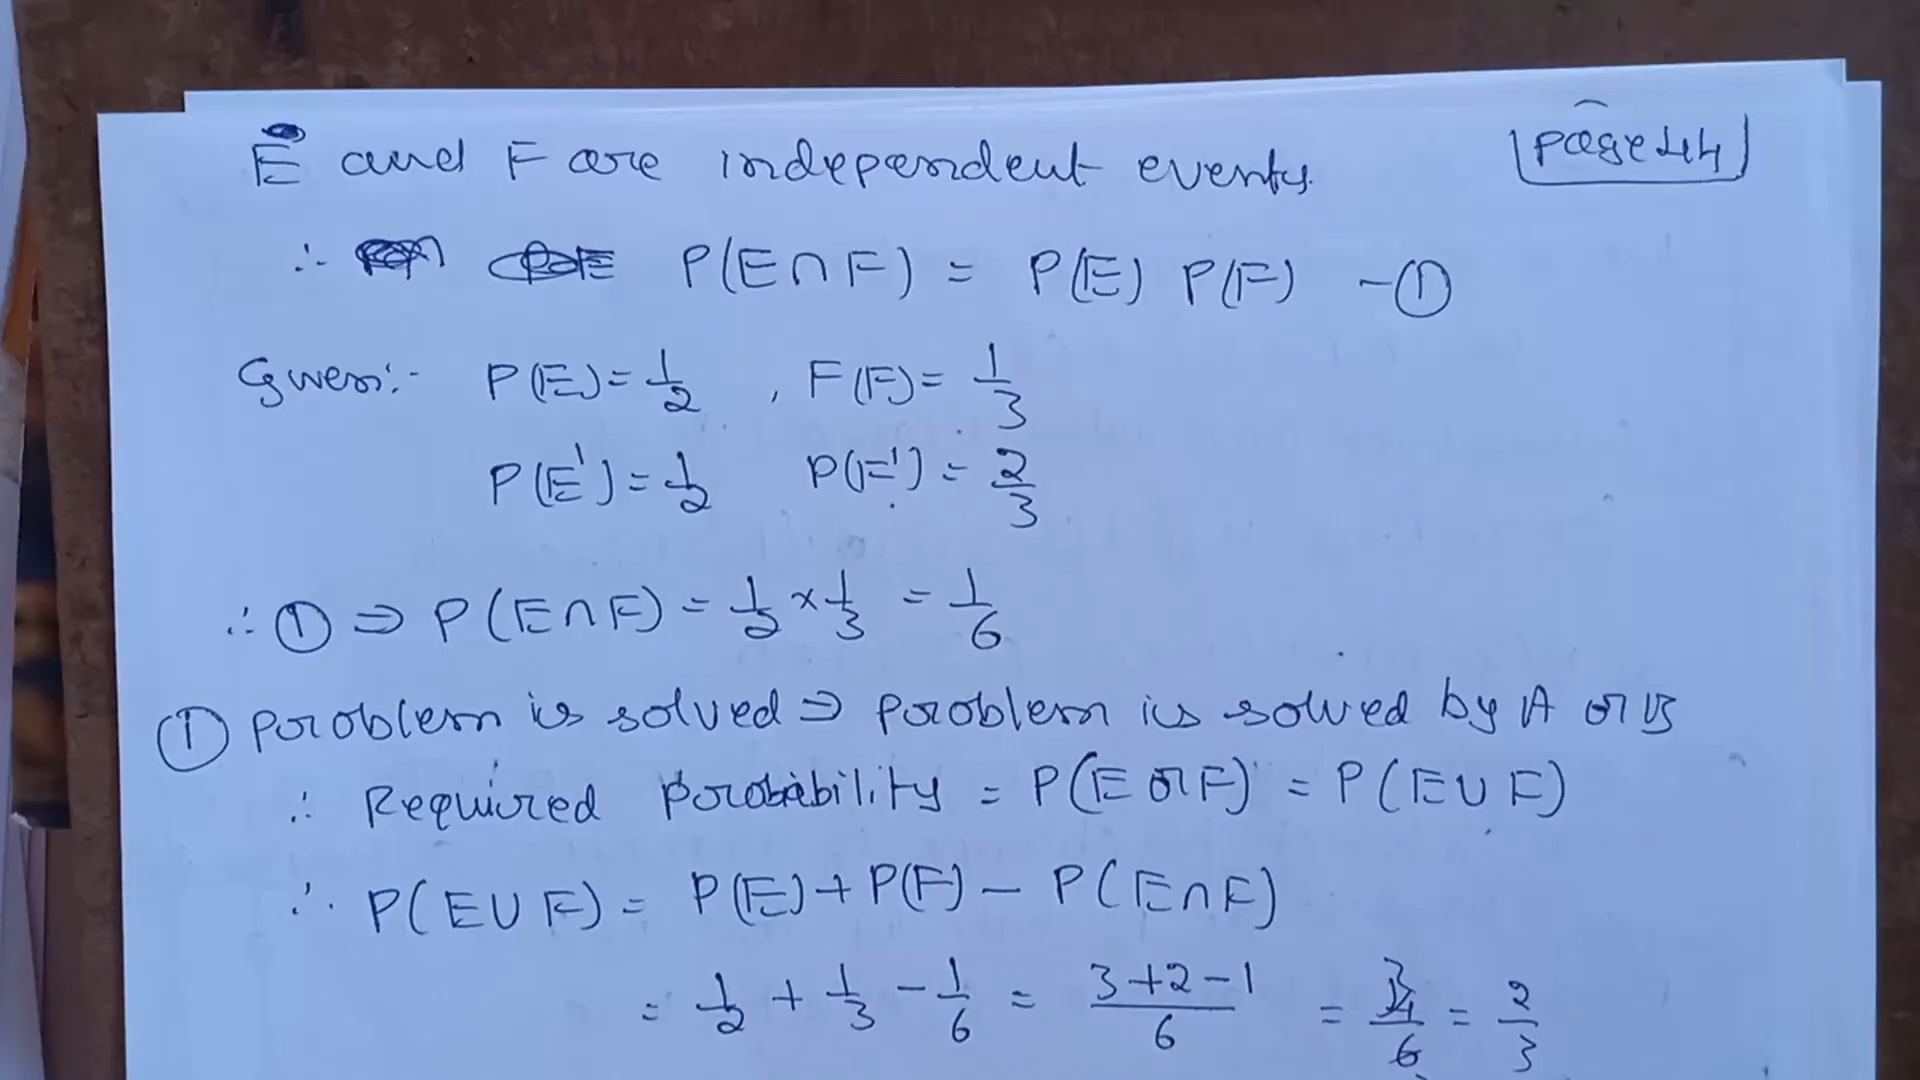 E and F are independent events.
page 44
∴ P(E∩F) = P(E) P(F) -①
Given:- P(E)=1/2 , F(F)=1/3
P(E')=1/2 P(F')=2/3
∴ ① ⇒ P(E∩F) = 1/2 × 1/3 = 1/6
① Problem is solved ⇒ problem is solved by A or B
∴ Required probability = P(E or F) = P(E∪F)
∴ P(E∪F) = P(E)+P(F) - P(E∩F)
= 1/2 + 1/3 - 1/6 = 3+2-1/6 = 4/6 = 2/3